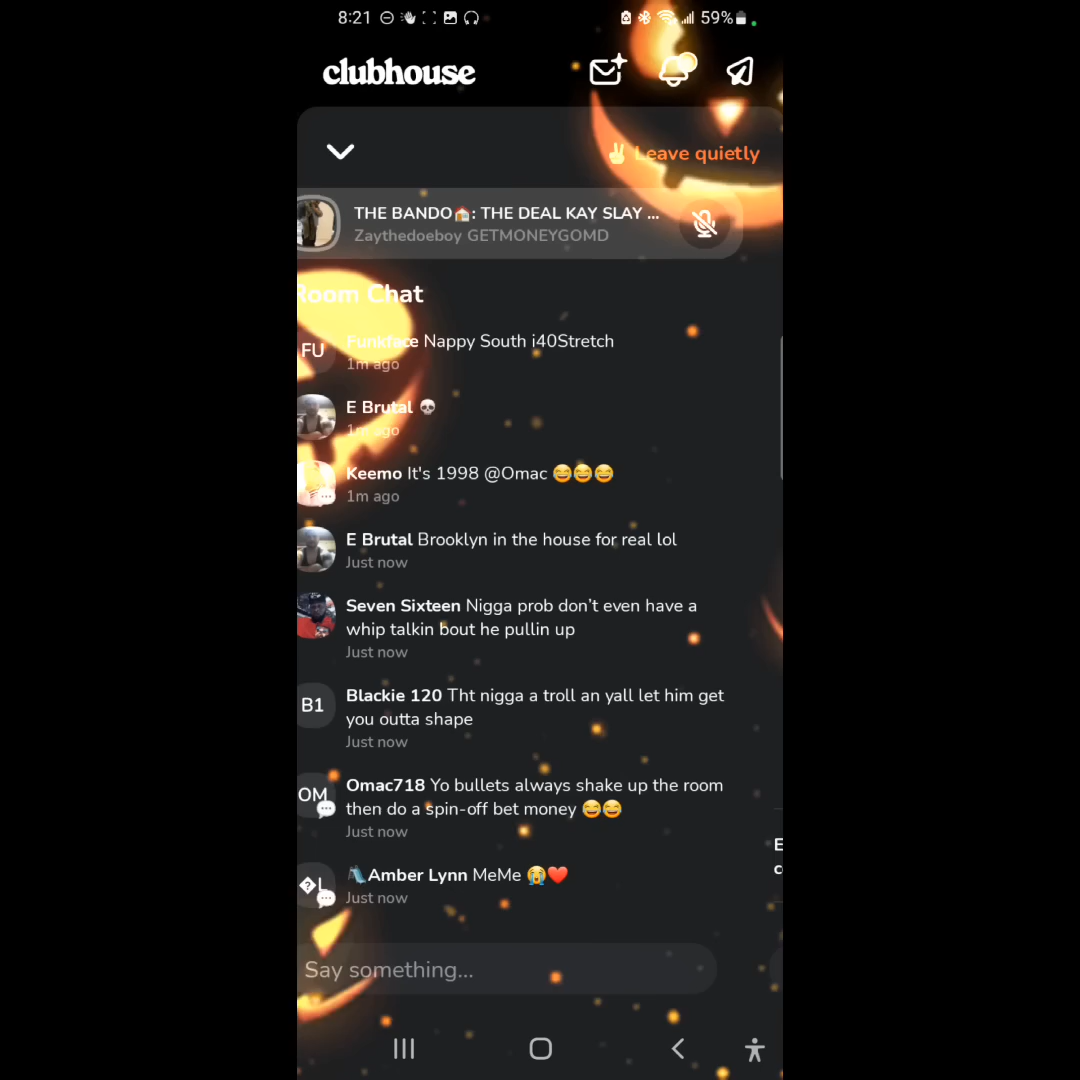 8:21
59%
clubhouse
Leave quietly
THE BANDO🏠: THE DEAL KAY SLAY ...
Zaythedoeboy GETMONEYGOMD
Room Chat
FU
Funkface Nappy South i40Stretch
1m ago
E Brutal 💀
1m ago
Keemo It's 1998 @Omac 😂😂😂
1m ago
E Brutal Brooklyn in the house for real lol
Just now
Seven Sixteen Nigga prob don’t even have a
whip talkin bout he pullin up
Just now
B1
Blackie 120 Tht nigga a troll an yall let him get
you outta shape
Just now
OM
Omac718 Yo bullets always shake up the room
then do a spin-off bet money 😂😂
Just now
�L
Amber Lynn MeMe 😭❤️
Just now
Say something...